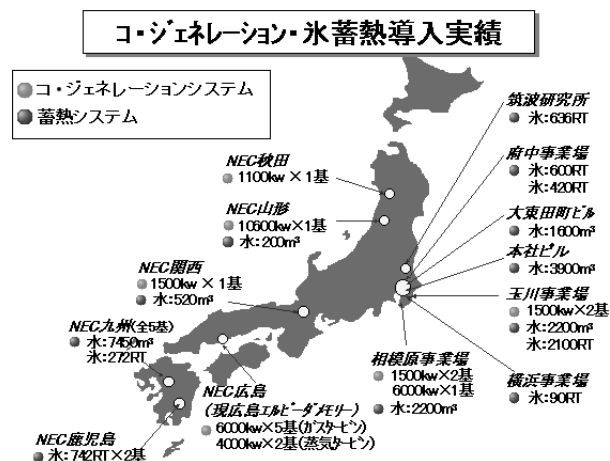 コ・ジェネレーション・氷蓄熱導入実績
コ・ジェネレーションシステム
蓄熱システム
筑波研究所
氷:636RT
府中事業場
氷:600RT
氷:420RT
大東田町ビル
水:1600m³
本社ビル
水:3900m³
玉川事業場
1500kw×2基
水:2200m³
氷:2100RT
横浜事業場
氷:90RT
NEC秋田
1100kw×1基
NEC山形
10600kw×1基
水:200m³
NEC関西
1500kw×1基
水:520m³
NEC九州(全5基)
水:7450m³
氷:272RT
相模原事業場
1500kw×2基
6000kw×1基
水:2200m³
NEC広島
(現広島エルピーダメモリー)
6000kw×5基(ガスタービン)
4000kw×2基(蒸気タービン)
NEC鹿児島
氷:742RT×2基